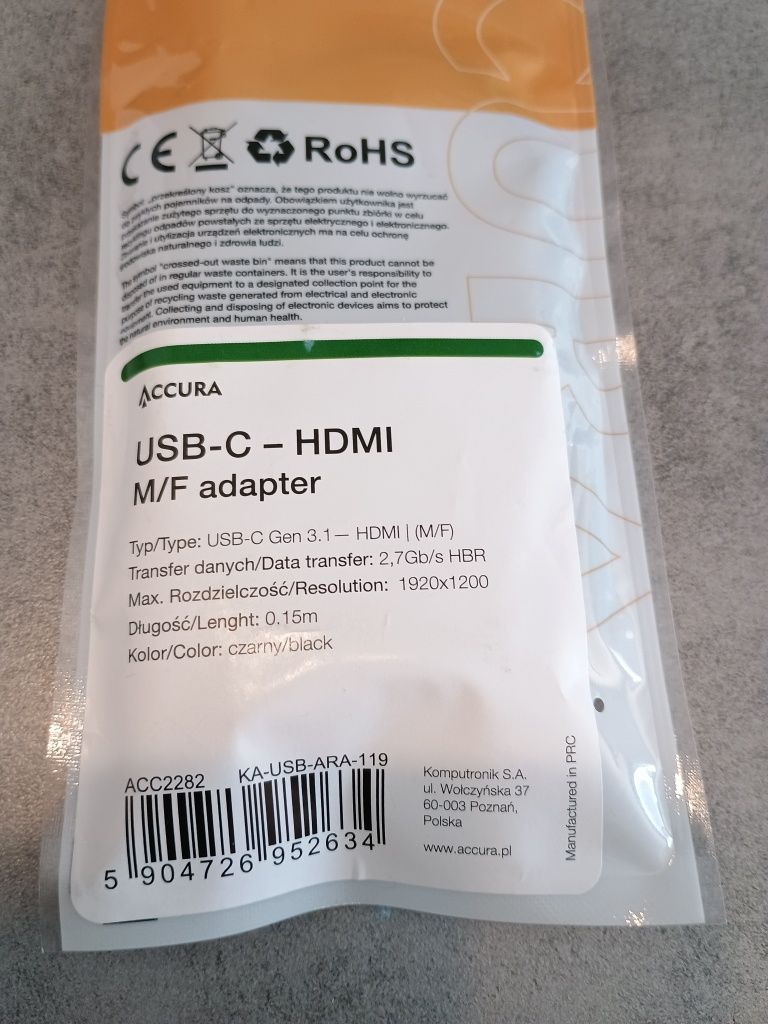 CE RoHS
Symbol „przekreślony kosz" oznacza, że tego produktu nie wolno wyrzucać
do zwykłych pojemników na odpady. Obowiązkiem użytkownika jest
zużytego sprzętu do wyznaczonego punktu zbiórki w celu
odpadów powstałych ze sprzętu elektrycznego i elektronicznego.
i utylizacja urządzeń elektronicznych ma na celu ochronę
środowiska naturalnego i zdrowia ludzi.
The symbol "crossed-out waste bin" means that this product cannot be
disposed of in regular waste containers. It is the user's responsibility to
transfer the used equipment to a designated collection point for the
purpose of recycling waste generated from electrical and electronic
equipment. Collecting and disposing of electronic devices aims to protect
the natural environment and human health.
ACCURA
USB-C – HDMI
M/F adapter
Typ/Type: USB-C Gen 3.1— HDMI | (M/F)
Transfer danych/Data transfer: 2,7Gb/s HBR
Max. Rozdzielczość/Resolution: 1920x1200
Długość/Lenght: 0.15m
Kolor/Color: czarny/black
ACC2282 KA-USB-ARA-119
5 904726 952634
Komputronik S.A.
ul. Wołczyńska 37
60-003 Poznań,
Polska
www.accura.pl
Manufactured in PRC